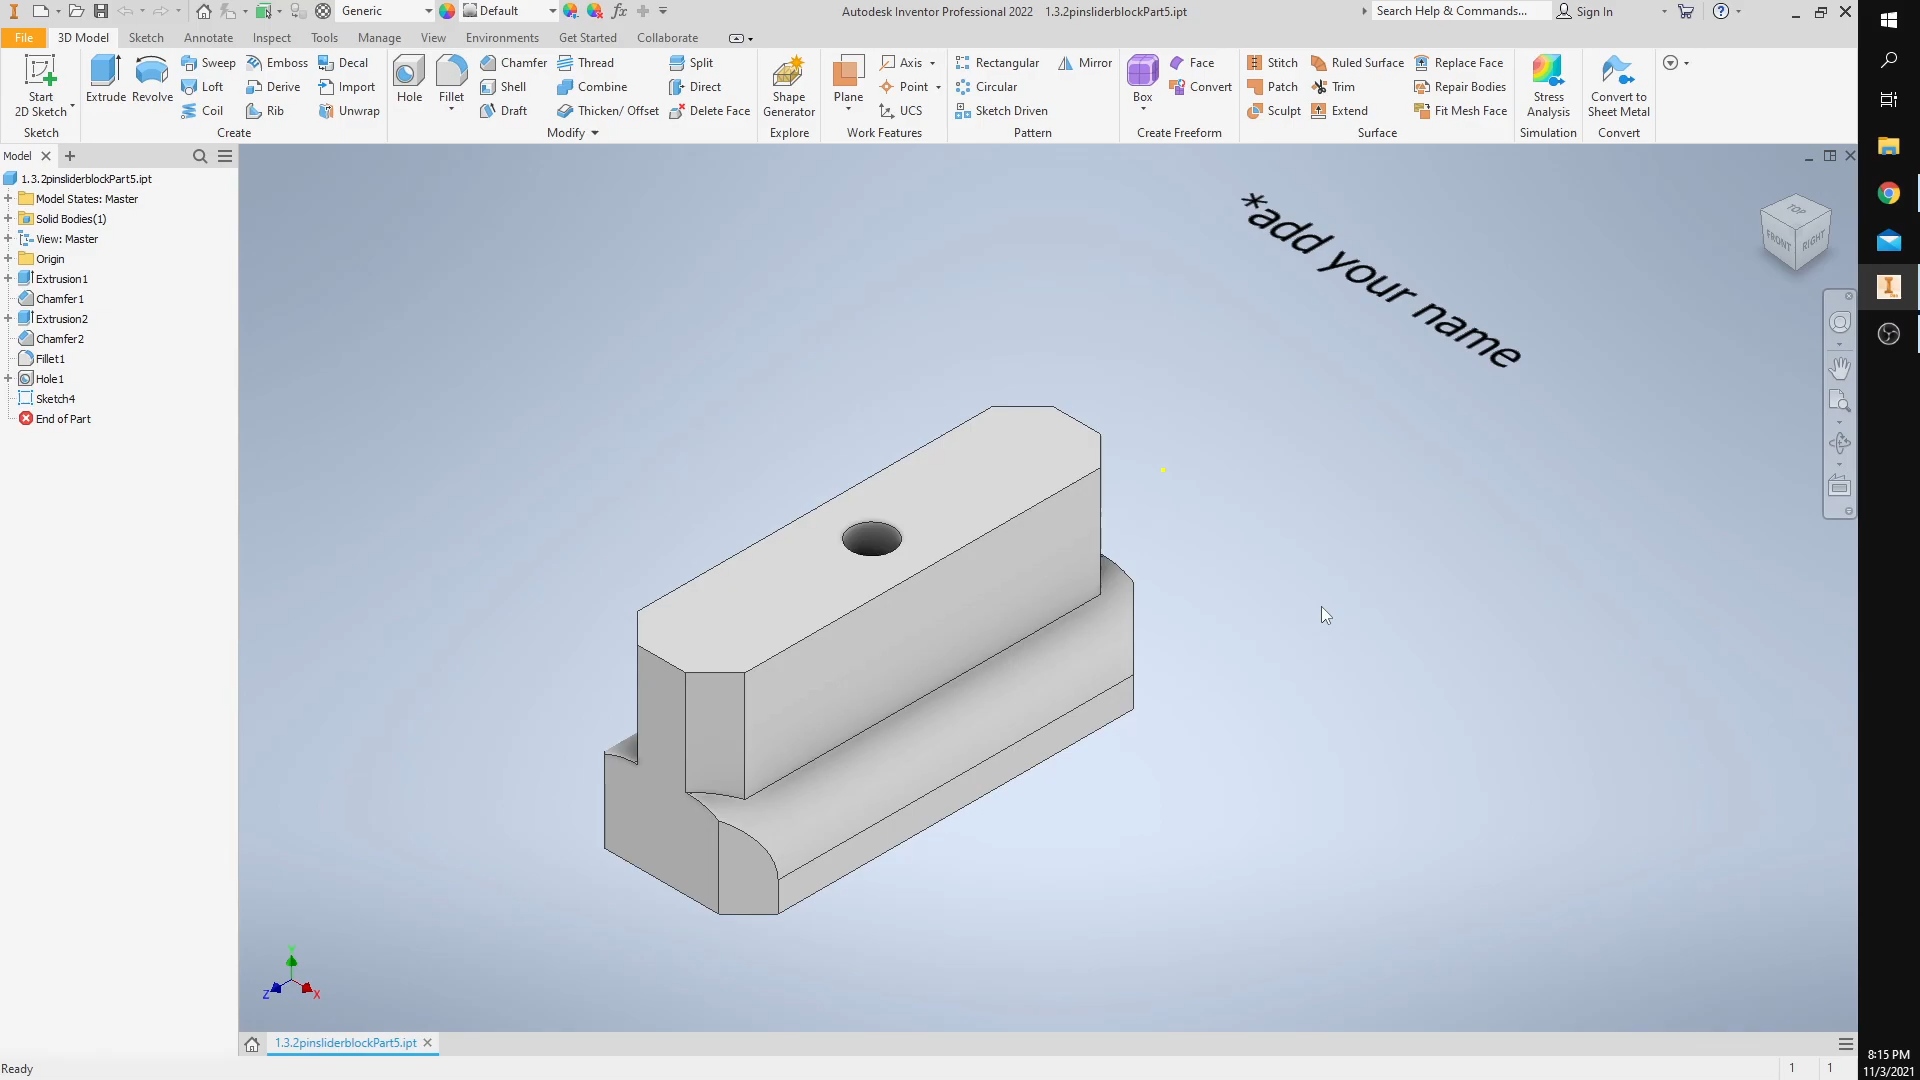 Generic
Default
Autodesk Inventor Professional 2022 1.3.2pinsliderblockPart5.ipt
Search Help & Commands...
Sign In
File 3D Model Sketch Annotate Inspect Tools Manage View Environments Get Started Collaborate
Start 2D Sketch
Sketch
Extrude
Revolve
Sweep
Loft
Coil
Emboss
Derive
Rib
Decal
Import
Unwrap
Create
Hole
Fillet
Chamfer
Shell
Draft
Thread
Combine
Thicken/ Offset
Split
Direct
Delete Face
Modify
Shape Generator
Explore
Plane
Axis
Point
UCS
Work Features
Rectangular
Circular
Sketch Driven
Mirror
Pattern
Box
Face
Convert
Create Freeform
Stitch
Patch
Sculpt
Ruled Surface
Trim
Extend
Replace Face
Repair Bodies
Fit Mesh Face
Surface
Stress Analysis
Simulation
Convert to Sheet Metal
Convert
Model
1.3.2pinsliderblockPart5.ipt
Model States: Master
Solid Bodies(1)
View: Master
Origin
Extrusion1
Chamfer1
Extrusion2
Chamfer2
Fillet1
Hole1
Sketch4
End of Part
*add your name
TOP
FRONT
RIGHT
Y
Z
X
1.3.2pinsliderblockPart5.ipt
Ready
1 1
8:15 PM
11/3/2021